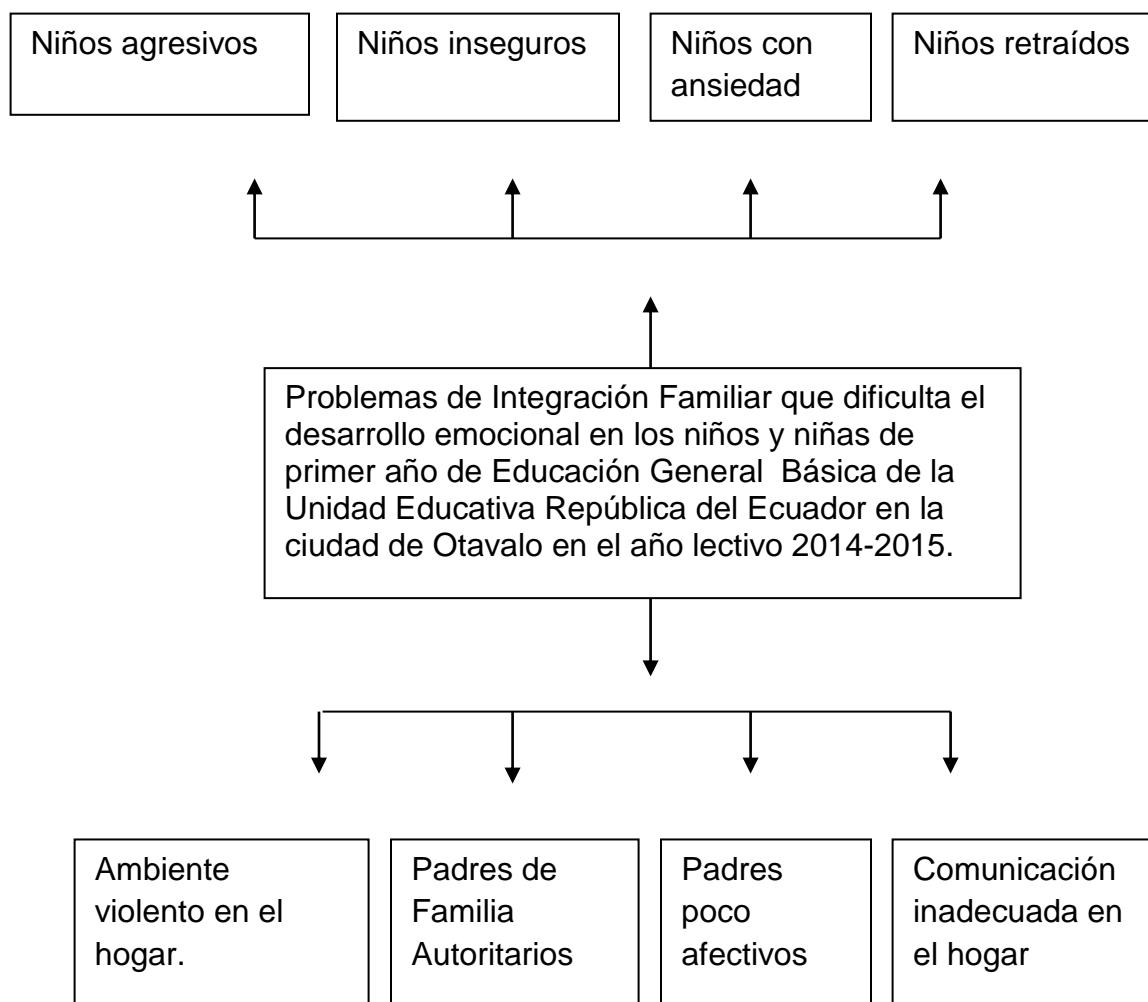 Niños agresivos
Niños inseguros
Niños con
ansiedad
Niños retraídos
Problemas de Integración Familiar que dificulta el
desarrollo emocional en los niños y niñas de
primer año de Educación General  Básica de la
Unidad Educativa República del Ecuador en la
ciudad de Otavalo en el año lectivo 2014-2015.
Ambiente
violento en el
hogar.
Padres de
Familia
Autoritarios
Padres
poco
afectivos
Comunicación
inadecuada en
el hogar